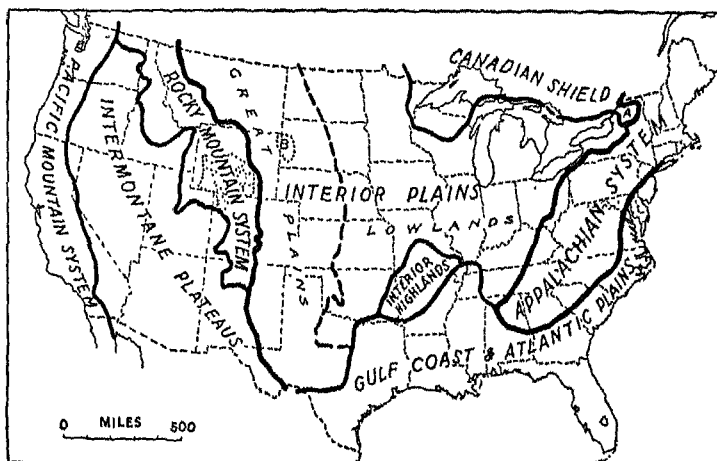 CANADIAN SHIELD
A
PACIFIC MOUNTAIN SYSTEM
ROCKY MOUNTAIN SYSTEM
GREAT PLAINS
B
INTERMONTANE PLATEAUS
INTERIOR PLAINS
LOWLANDS
INTERIOR HIGHLANDS
APPALACHIAN SYSTEM
GULF COAST & ATLANTIC PLAINS
0 MILES 500